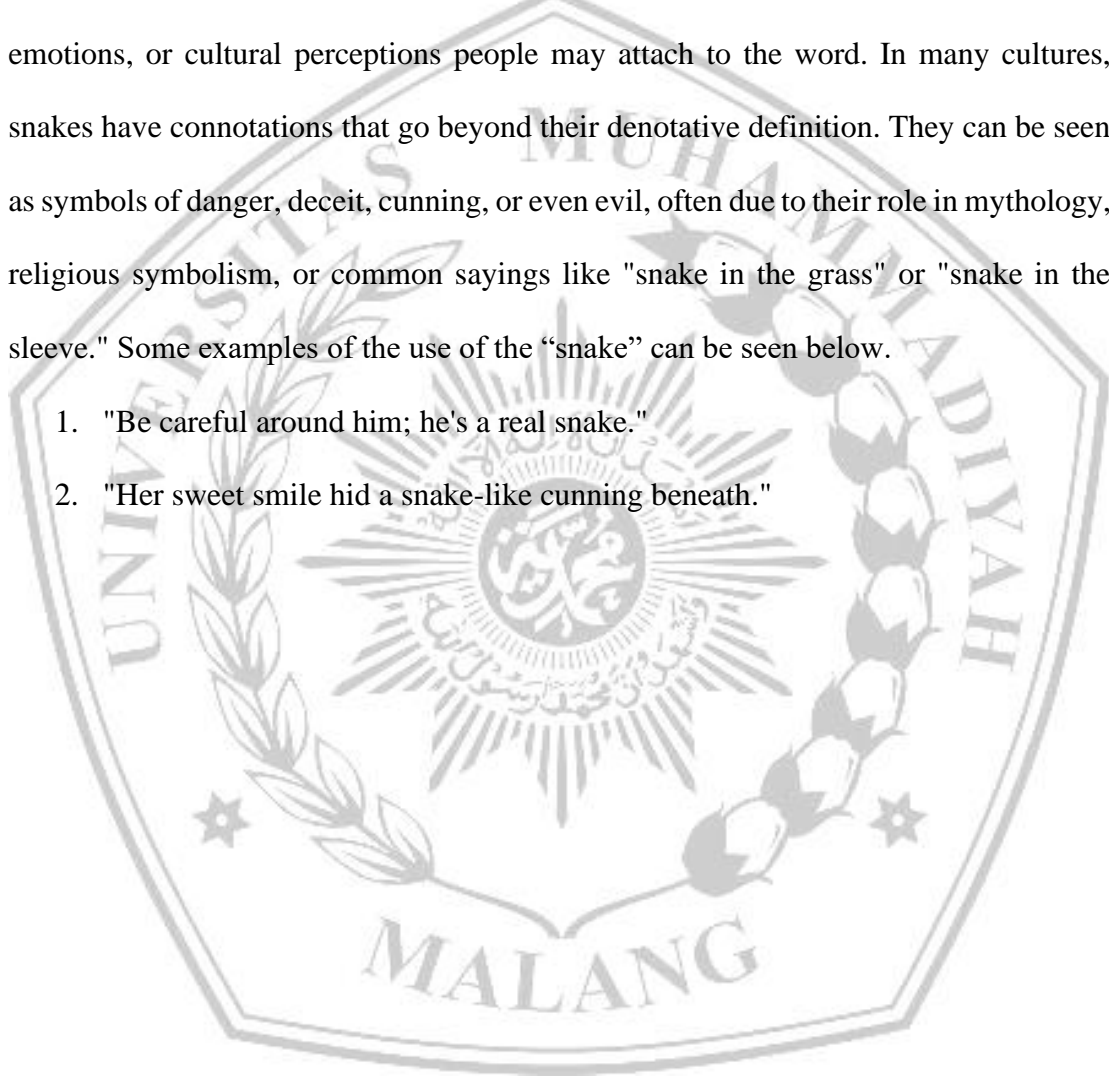 emotions, or cultural perceptions people may attach to the word. In many cultures,
snakes have connotations that go beyond their denotative definition. They can be seen
as symbols of danger, deceit, cunning, or even evil, often due to their role in mythology,
religious symbolism, or common sayings like "snake in the grass" or "snake in the
sleeve." Some examples of the use of the “snake” can be seen below.
1. "Be careful around him; he's a real snake."
2. "Her sweet smile hid a snake-like cunning beneath."
UNIVERSITAS MUHAMMADIYAH
MALANG